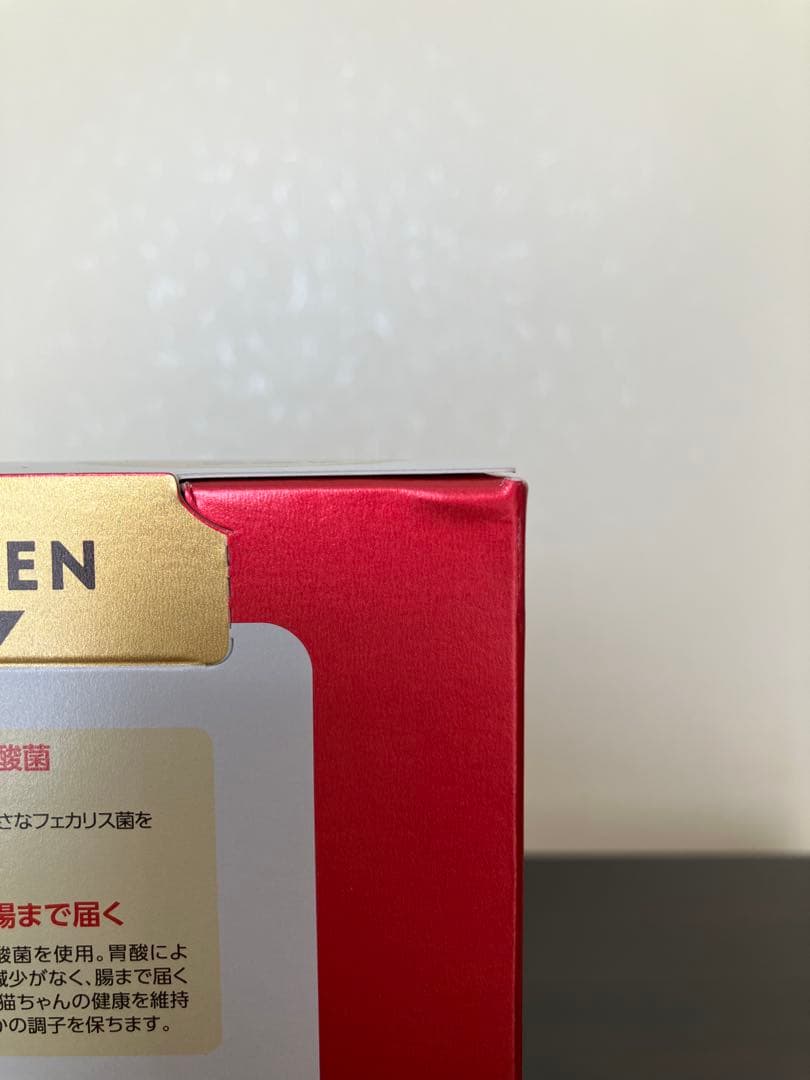 EN
酸菌
さなフェカリス菌を
腸まで届く
酸菌を使用。胃酸によ
減少がなく、腸まで届く
猫ちゃんの健康を維持
かの調子を保ちます。